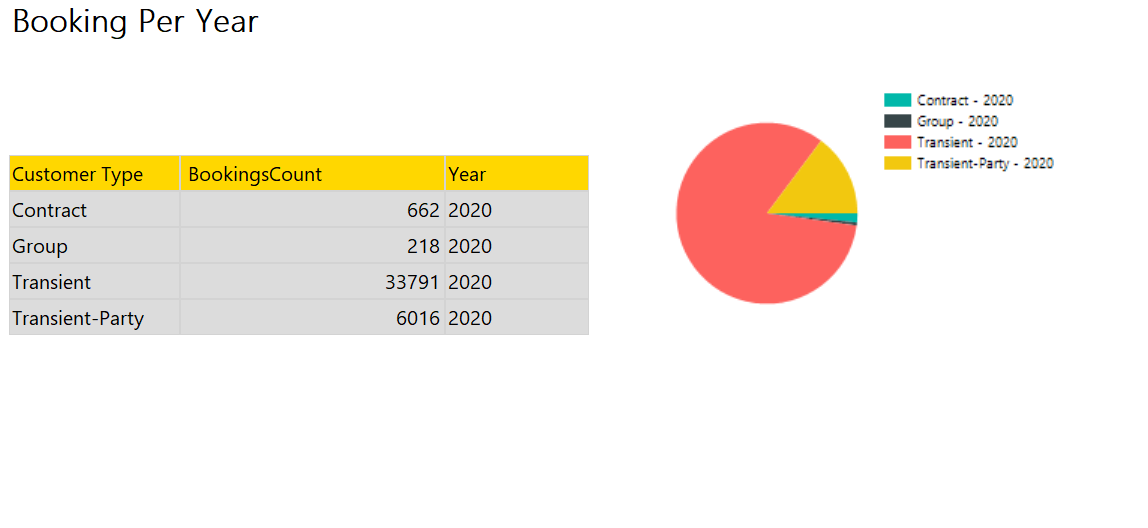 Booking Per Year
Customer Type BookingsCount Year
Contract 662 2020
Group 218 2020
Transient 33791 2020
Transient-Party 6016 2020
Contract - 2020
Group - 2020
Transient - 2020
Transient-Party - 2020